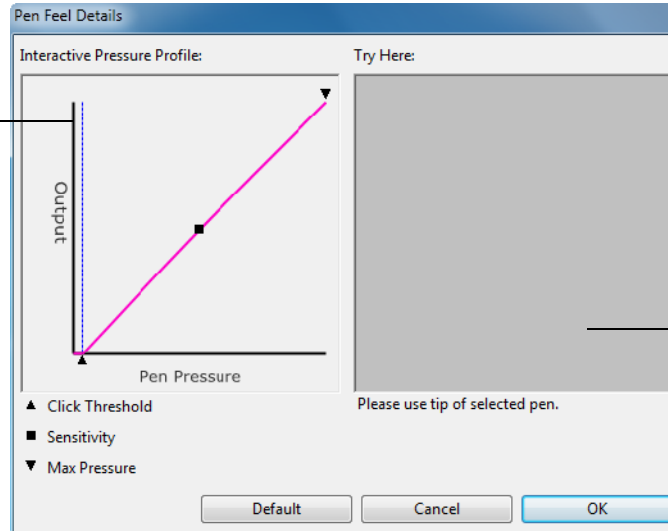 Pen Feel Details
Interactive Pressure Profile:
Try Here:
Output
Pen Pressure
▲ Click Threshold
■ Sensitivity
▼ Max Pressure
Please use tip of selected pen.
Default
Cancel
OK